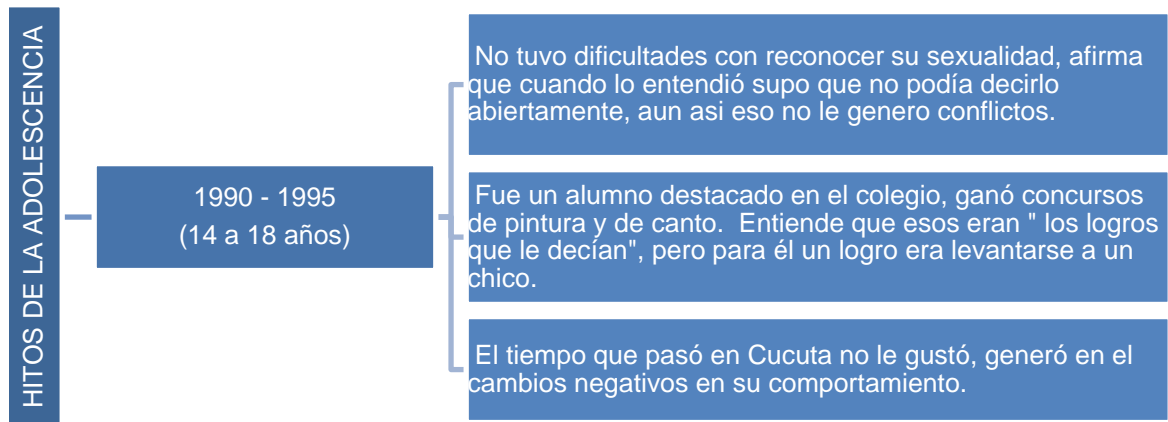 HITOS DE LA ADOLESCENCIA
1990 - 1995
(14 a 18 años)
No tuvo dificultades con reconocer su sexualidad, afirma
que cuando lo entendió supo que no podía decirlo
abiertamente, aun asi eso no le genero conflictos.
Fue un alumno destacado en el colegio, ganó concursos
de pintura y de canto. Entiende que esos eran " los logros
que le decían", pero para él un logro era levantarse a un
chico.
El tiempo que pasó en Cucuta no le gustó, generó en el
cambios negativos en su comportamiento.